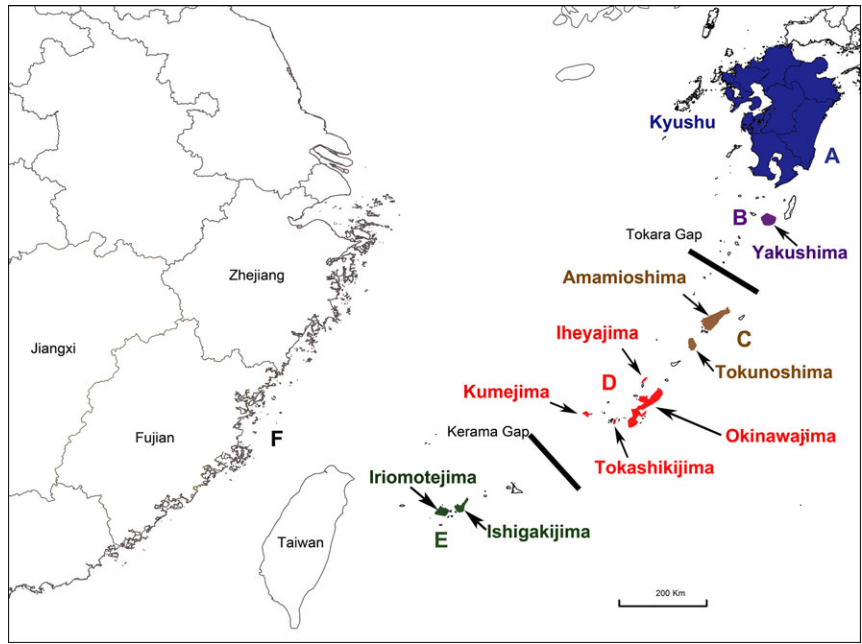 Kyushu
A
B
Yakushima
Tokara Gap
Zhejiang
Amamioshima
C
Jiangxi
Iheyajima
Tokunoshima
D
Kumejima
Fujian
F
Kerama Gap
Okinawajima
Tokashikijima
Iriomotejima
Ishigakijima
E
Taiwan
200 Km